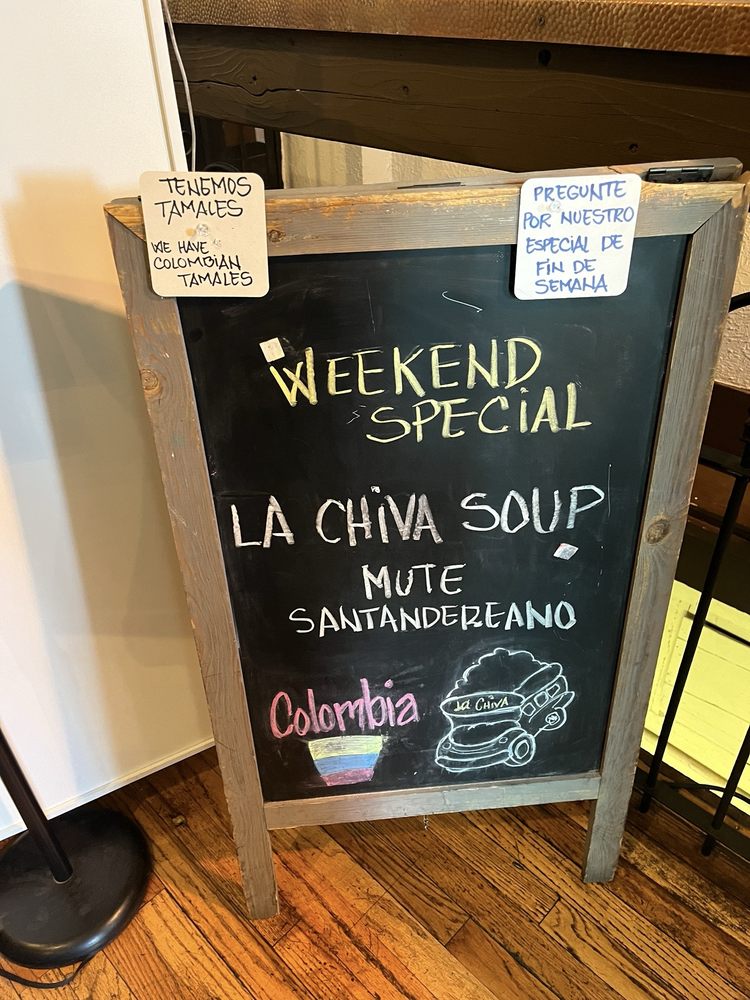 TENEMOS
TAMALES
WE HAVE
COLOMBIAN
TAMALES
PREGUNTE
POR NUESTRO
ESPECIAL DE
FIN DE
SEMANA
WEEKEND
SPECIAL
LA CHIVA SOUP
MUTE
SANTANDEREANO
Colombia
LA CHIVA